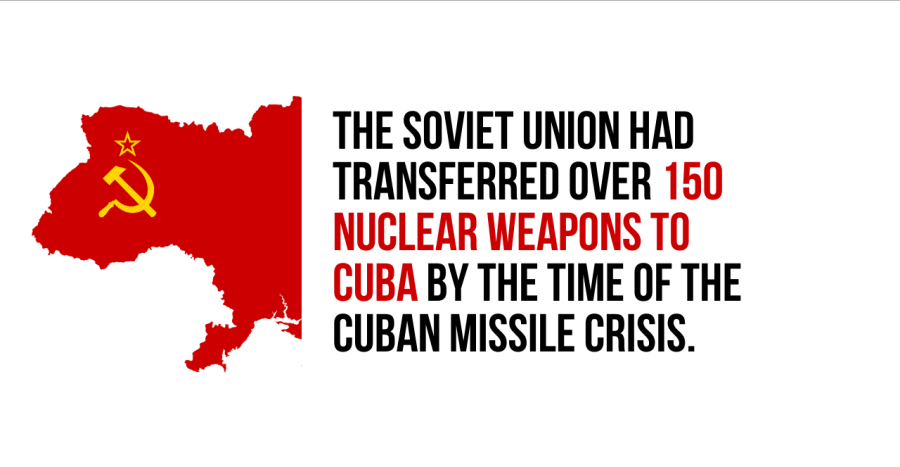 THE SOVIET UNION HAD
TRANSFERRED OVER 150
NUCLEAR WEAPONS TO
CUBA BY THE TIME OF THE
CUBAN MISSILE CRISIS.